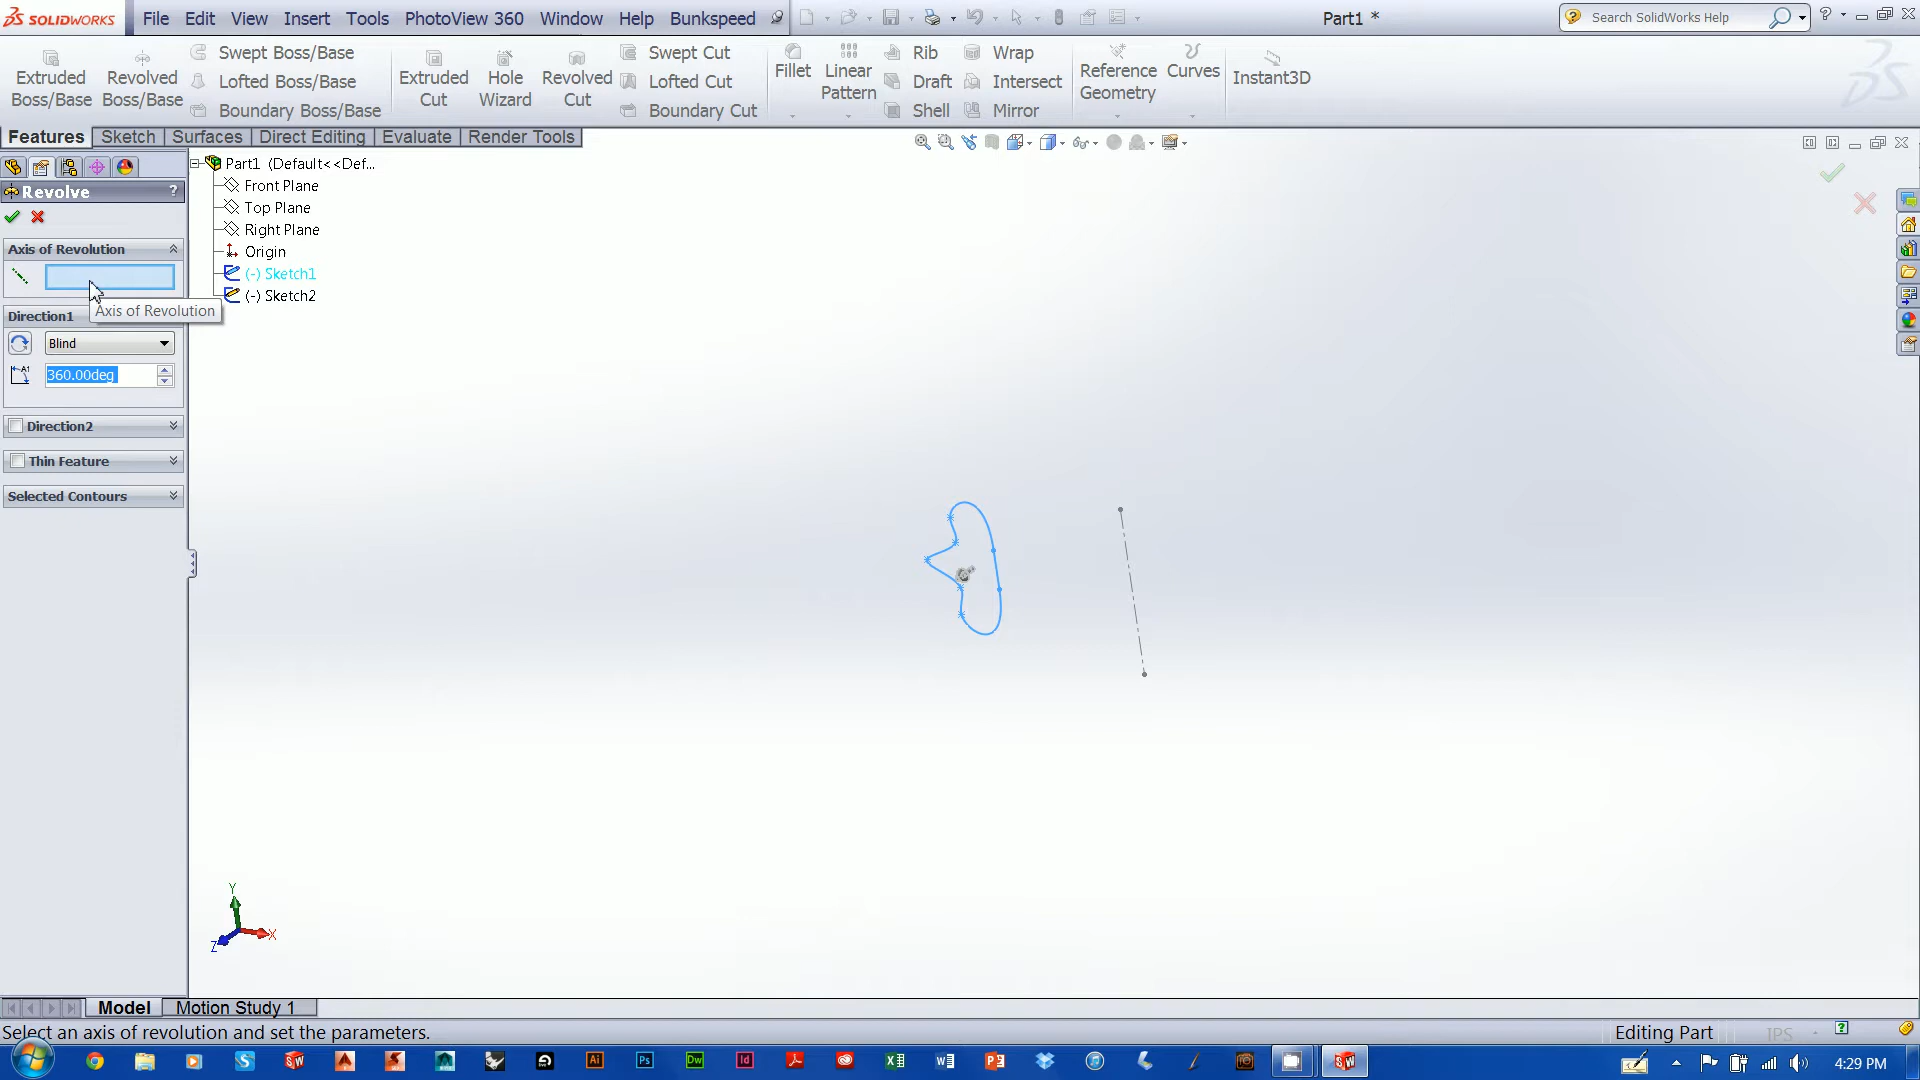 SOLIDWORKS File Edit View Insert Tools PhotoView 360 Window Help Bunkspeed Part1 * Search SolidWorks Help ?
Extruded Boss/Base
Revolved Boss/Base
Swept Boss/Base
Lofted Boss/Base
Boundary Boss/Base
Extruded Cut
Hole Wizard
Revolved Cut
Swept Cut
Lofted Cut
Boundary Cut
Fillet
Linear Pattern
Rib
Draft
Shell
Wrap
Intersect
Mirror
Reference Geometry
Curves
Instant3D
Features Sketch Surfaces Direct Editing Evaluate Render Tools
Part1 (Default<<Def...
Front Plane
Top Plane
Right Plane
Origin
(-) Sketch1
(-) Sketch2
Revolve ?
Axis of Revolution
Axis of Revolution
Direction1
Blind
A1
360.00deg
Direction2
Thin Feature
Selected Contours
Y
X
Z
Model Motion Study 1
Select an axis of revolution and set the parameters. Editing Part IPS ?
Ai Ps Dw Id
4:29 PM